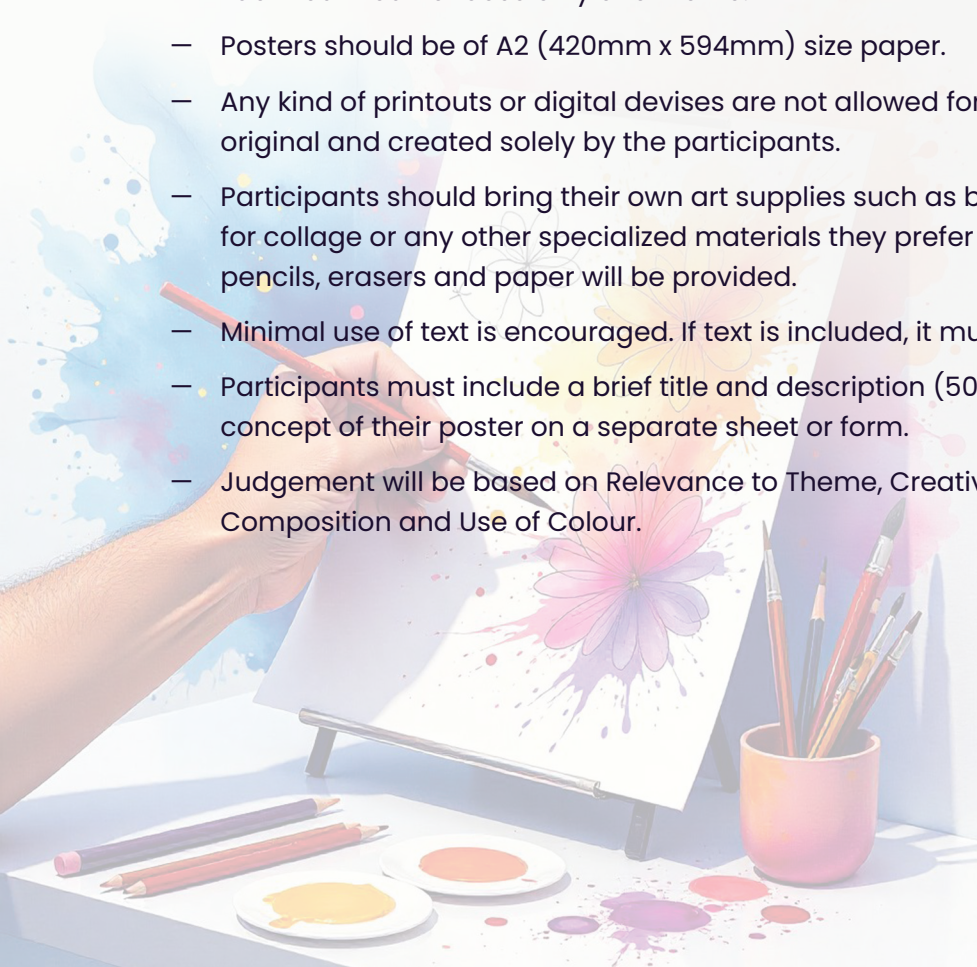 — Posters should be of A2 (420mm x 594mm) size paper.
— Any kind of printouts or digital devises are not allowed for
original and created solely by the participants.
— Participants should bring their own art supplies such as
for collage or any other specialized materials they prefer
pencils, erasers and paper will be provided.
— Minimal use of text is encouraged. If text is included, it
— Participants must include a brief title and description (50
concept of their poster on a separate sheet or form.
— Judgement will be based on Relevance to Theme,
Composition and Use of Colour.